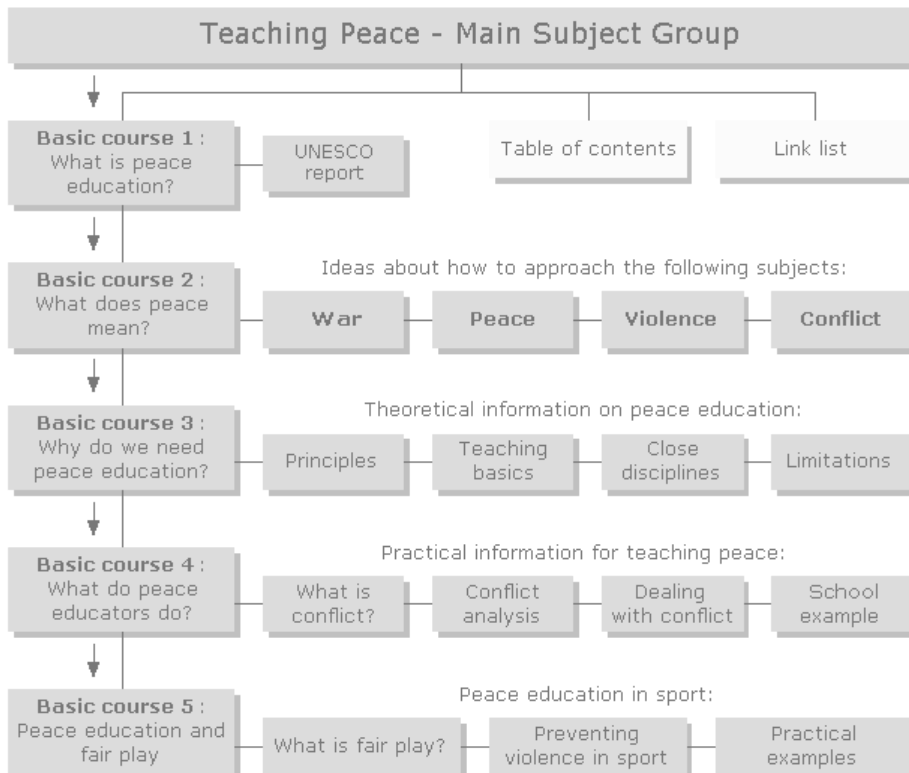 Teaching Peace - Main Subject Group
Basic course 1 :
What is peace
education?
UNESCO
report
Table of contents
Link list
Basic course 2 :
What does peace
mean?
Ideas about how to approach the following subjects:
War
Peace
Violence
Conflict
Basic course 3 :
Why do we need
peace education?
Theoretical information on peace education:
Principles
Teaching
basics
Close
disciplines
Limitations
Basic course 4 :
What do peace
educators do?
Practical information for teaching peace:
What is
conflict?
Conflict
analysis
Dealing
with conflict
School
example
Basic course 5 :
Peace education and
fair play
Peace education in sport:
What is fair play?
Preventing
violence in sport
Practical
examples